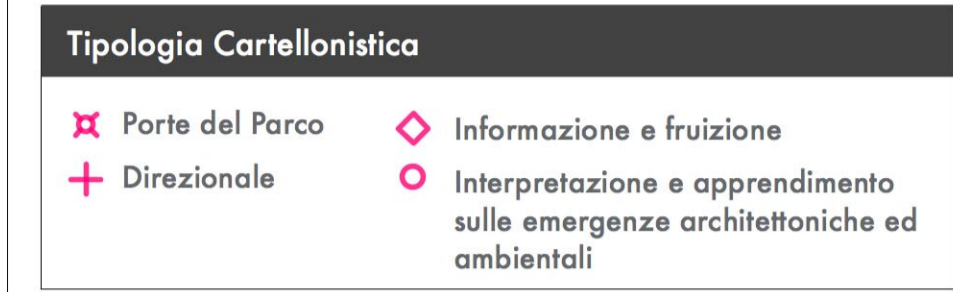 Tipologia Cartellonistica
Porte del Parco
Direzionale
Informazione e fruizione
Interpretazione e apprendimento
sulle emergenze architettoniche ed
ambientali